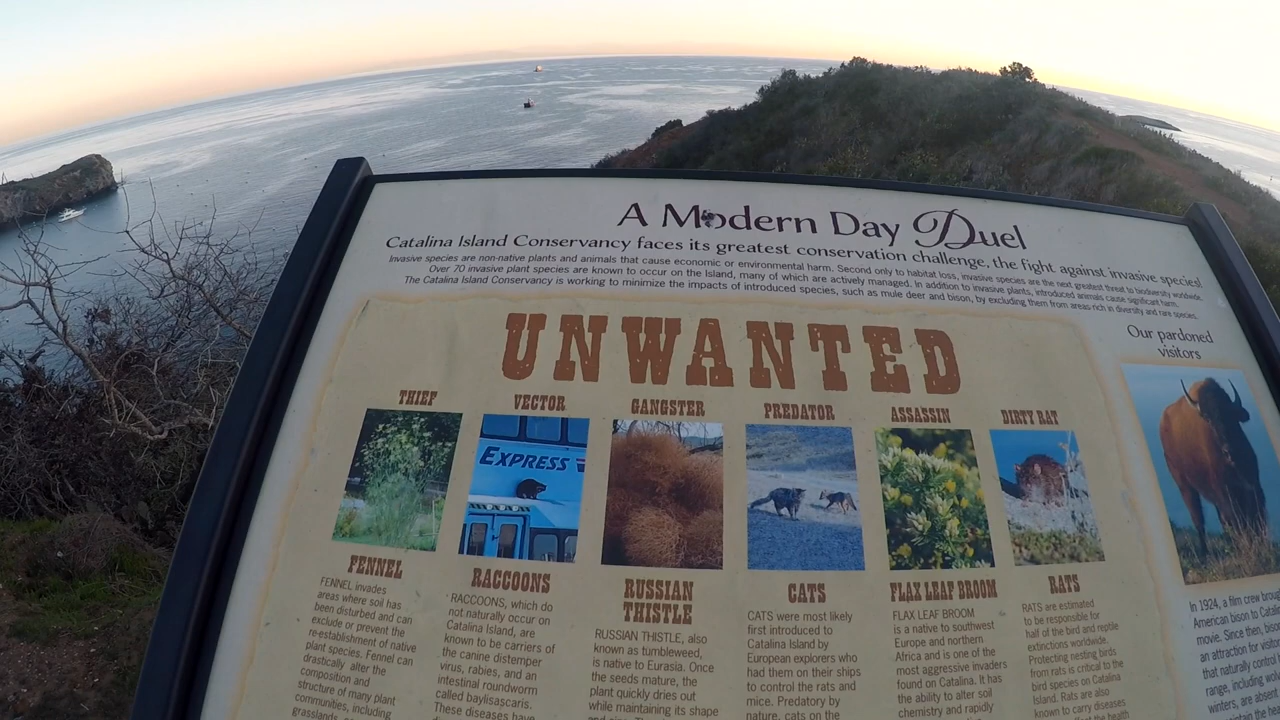 A Modern Day Duel
Catalina Island Conservancy faces its greatest conservation challenge, the fight against invasive species!
Invasive species are non-native plants and animals that cause economic or environmental harm. Second only to habitat loss, invasive species are the next greatest threat to biodiversity worldwide.
Over 70 invasive plant species are known to occur on the Island, many of which are actively managed. In addition to invasive plants, introduced animals cause significant harm.
The Catalina Island Conservancy is working to minimize the impacts of introduced species, such as mule deer and bison, by excluding them from areas rich in diversity and rare species.
UNWANTED
THIEF
FENNEL
FENNEL invades
areas where soil has
been disturbed and can
exclude or prevent the
re-establishment of native
plant species. Fennel can
drastically alter the
composition and
structure of many plant
communities, including
grasslands,
VECTOR
EXPRESS
RACCOONS
RACCOONS, which do
not naturally occur on
Catalina Island, are
known to be carriers of
the canine distemper
virus, rabies, and an
intestinal roundworm
called baylisascaris.
These diseases have
GANGSTER
RUSSIAN
THISTLE
RUSSIAN THISTLE, also
known as tumbleweed,
is native to Eurasia. Once
the seeds mature, the
plant quickly dries out
while maintaining its shape
PREDATOR
CATS
CATS were most likely
first introduced to
Catalina Island by
European explorers who
had them on their ships
to control the rats and
mice. Predatory by
nature, cats on the
ASSASSIN
FLAX LEAF BROOM
FLAX LEAF BROOM
is a native to southwest
Europe and northern
Africa and is one of the
most aggressive invaders
found on Catalina. It has
the ability to alter soil
chemistry and rapidly
DIRTY RAT
RATS
RATS are estimated
to be responsible for
half of the bird and reptile
extinctions worldwide.
Protecting nesting birds
from rats is critical to the
bird species on Catalina
Island. Rats are also
known to carry diseases
Our pardoned
visitors
In 1924, a film crew
American bison to
movie. Since then,
an attraction for
that naturally
range, including
winters, are